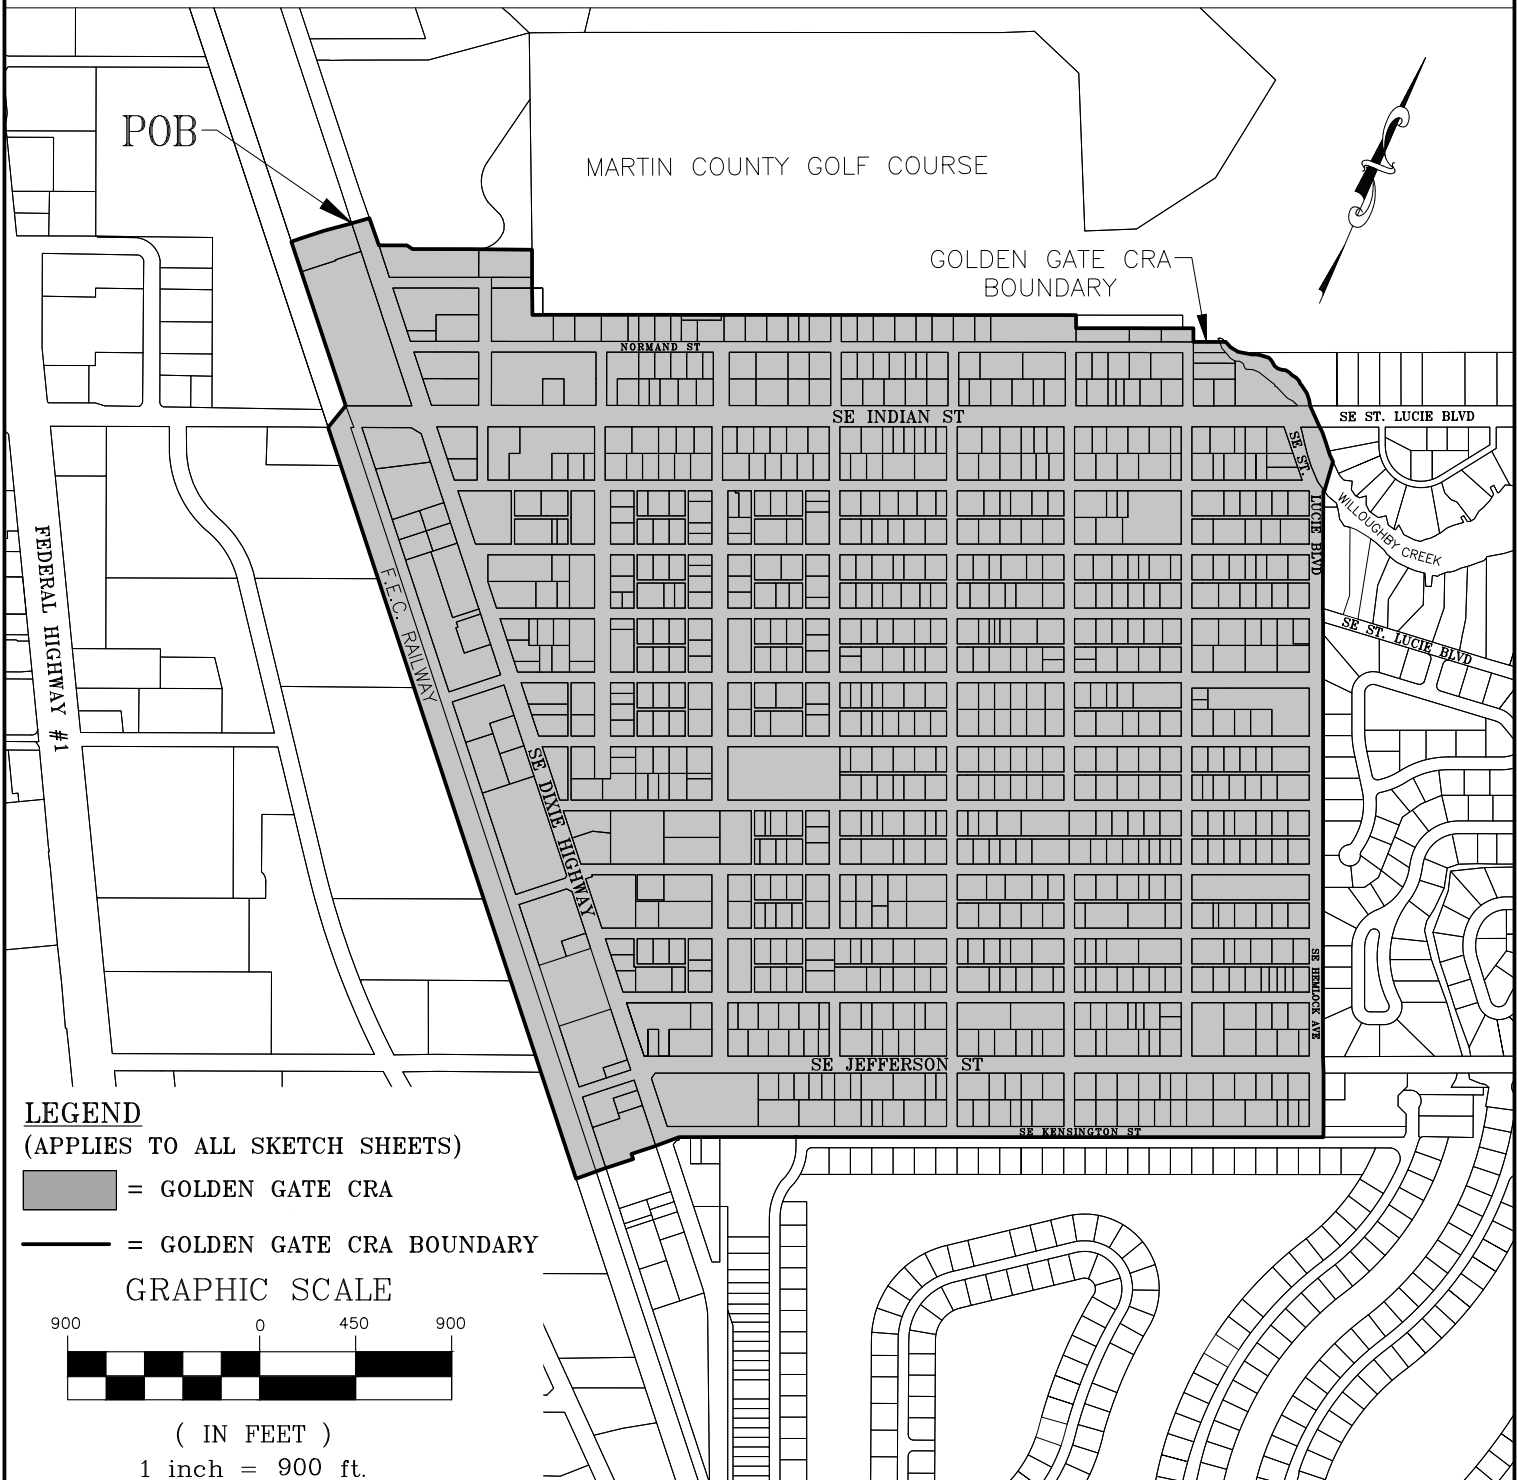 POB
MARTIN COUNTY GOLF COURSE
GOLDEN GATE CRA
BOUNDARY
NORMAND ST
SE INDIAN ST
SE ST. LUCIE BLVD
SE ST.
LUCIE BLVD
WILLOUGHBY CREEK
FEDERAL HIGHWAY #1
F.E.C. RAILWAY
SE ST. LUCIE BLVD
SE DIXIE HIGHWAY
SE HEMLOCK AVE
SE JEFFERSON ST
SE KENSINGTON ST
LEGEND
(APPLIES TO ALL SKETCH SHEETS)
= GOLDEN GATE CRA
= GOLDEN GATE CRA BOUNDARY
GRAPHIC SCALE
900 0 450 900
( IN FEET )
1 inch = 900 ft.